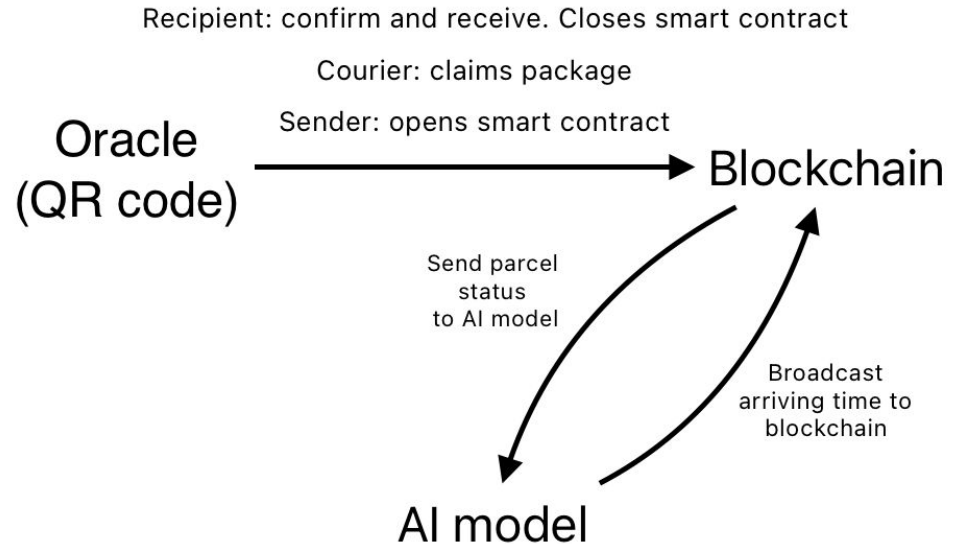 Recipient: confirm and receive. Closes smart contract
Courier: claims package
Sender: opens smart contract
Oracle
(QR code)
Blockchain
Send parcel
status
to AI model
Broadcast
arriving time to
blockchain
AI model